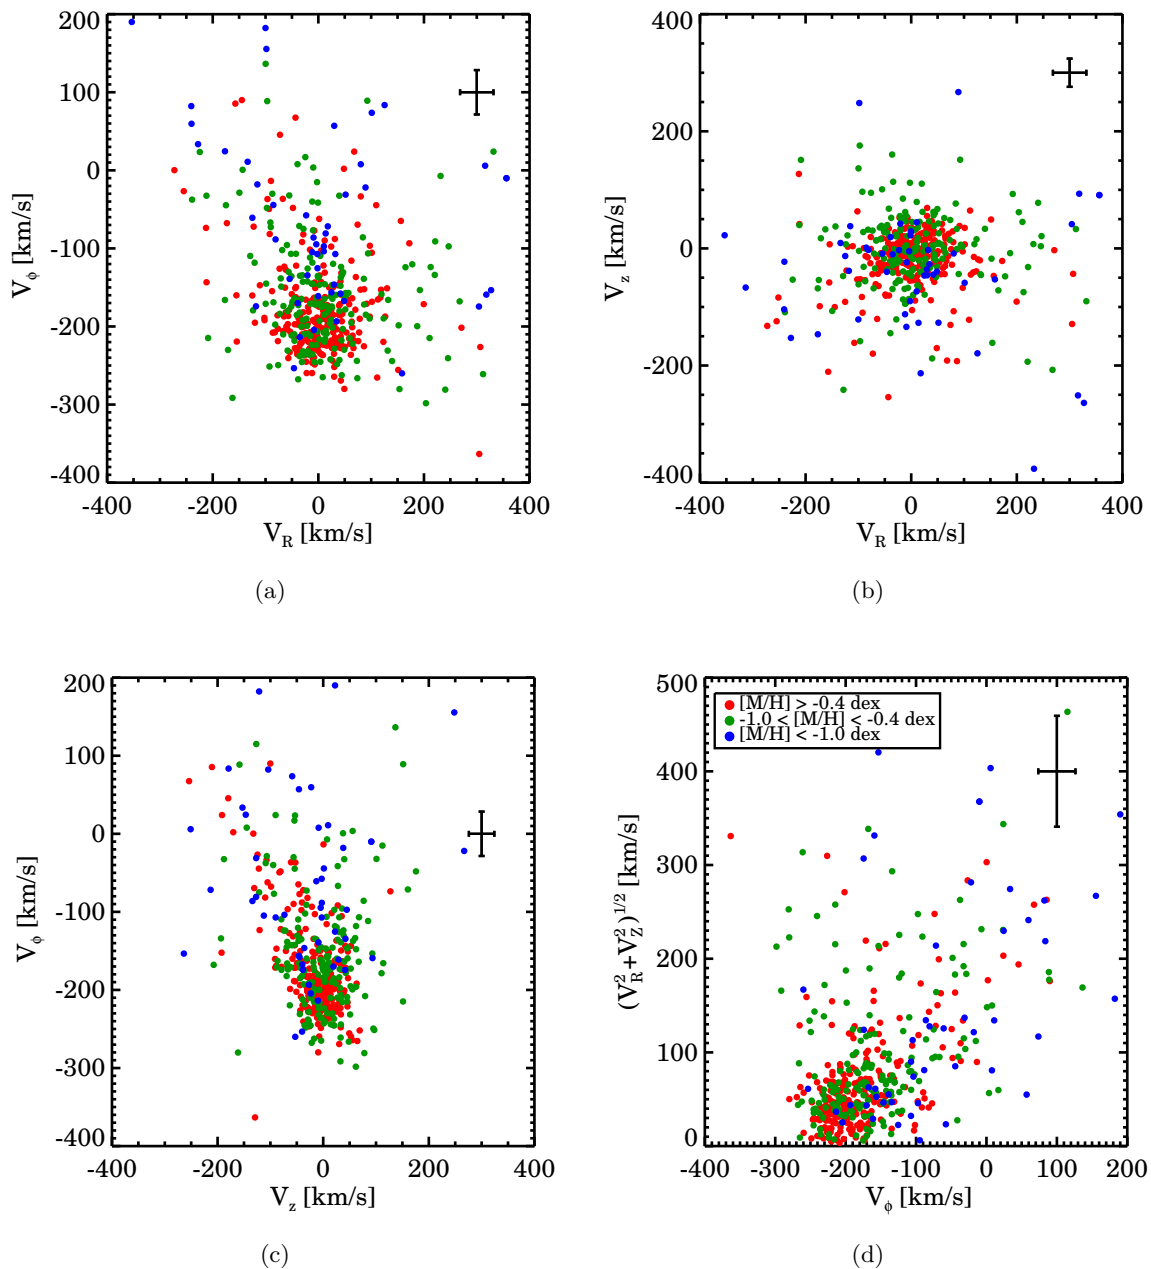 200
100
0
-100
-200
-300
-400
V_ϕ [km/s]
-400 -200 0 200 400
V_R [km/s]
(a)
400
200
0
-200
-400
V_z [km/s]
-400 -200 0 200 400
V_R [km/s]
(b)
200
100
0
-100
-200
-300
-400
V_ϕ [km/s]
-400 -200 0 200 400
V_z [km/s]
(c)
500
400
300
200
100
0
(V_R^2+V_Z^2)^1/2 [km/s]
[M/H] > -0.4 dex
-1.0 < [M/H] < -0.4 dex
[M/H] < -1.0 dex
-400 -300 -200 -100 0 100 200
V_ϕ [km/s]
(d)